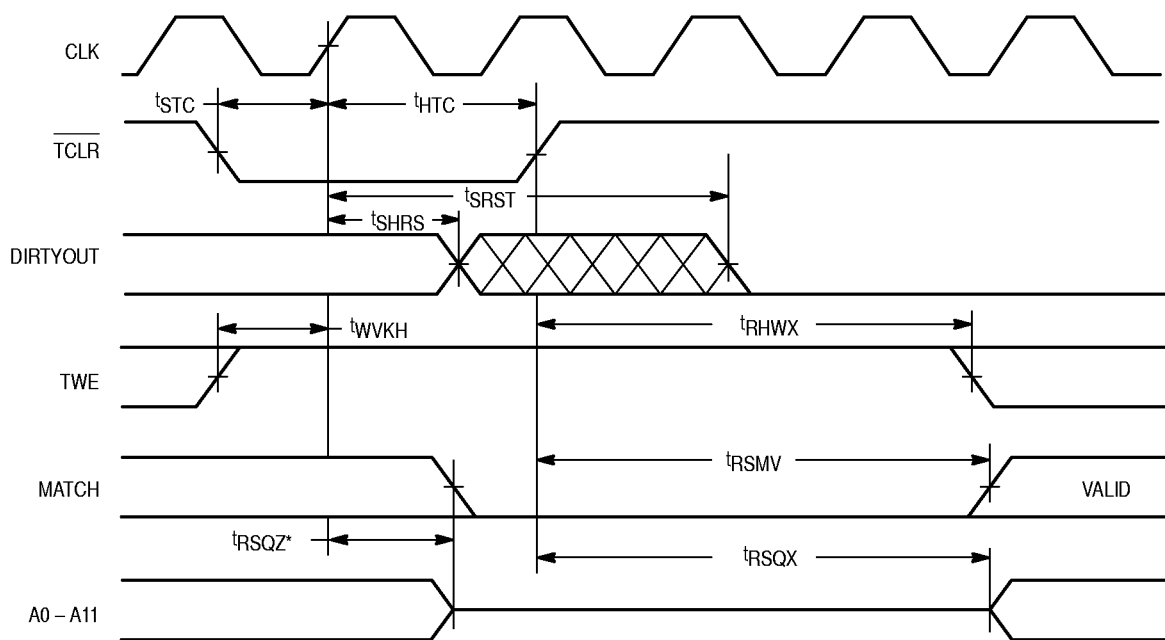 CLK
tSTC
tHTC
TCLR
tSRST
tSHRS
DIRTYOUT
tWVKH
tRHWX
TWE
tRSMV
MATCH
VALID
tRSQZ*
tRSQX
A0 – A11